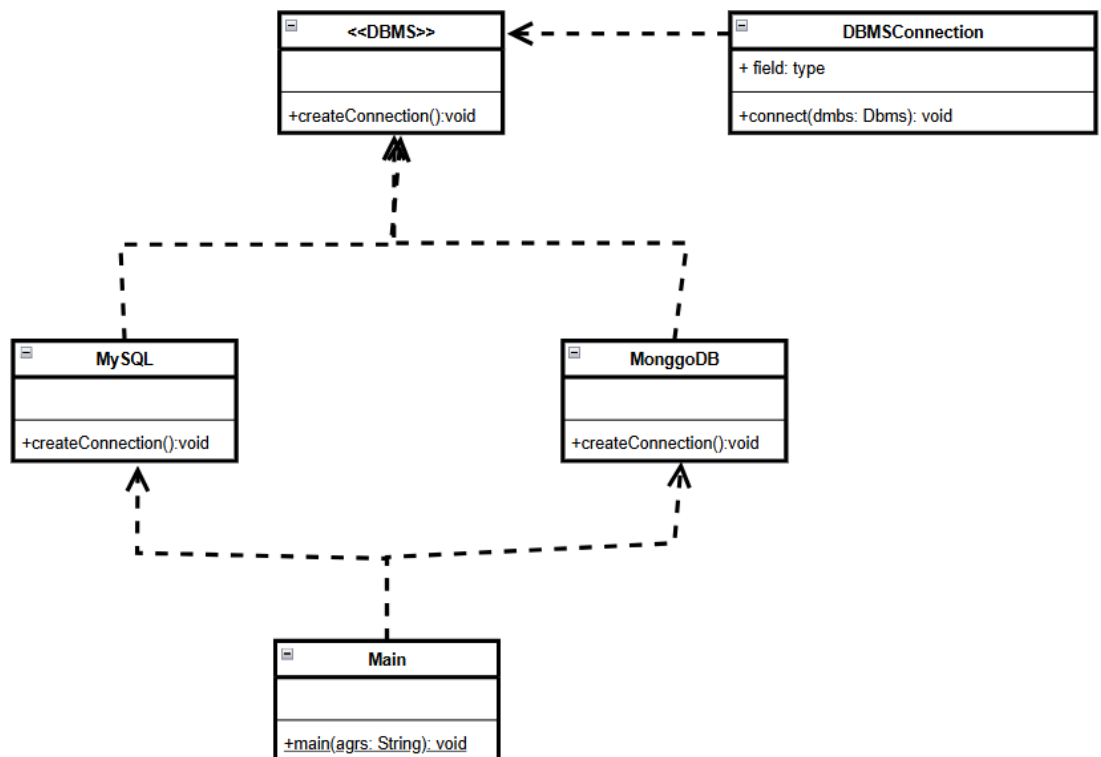 <<DBMS>>
+createConnection():void
DBMSConnection
+ field: type
+connect(dmbs: Dbms): void
MySQL
+createConnection():void
MonggoDB
+createConnection():void
Main
+main(agrs: String): void